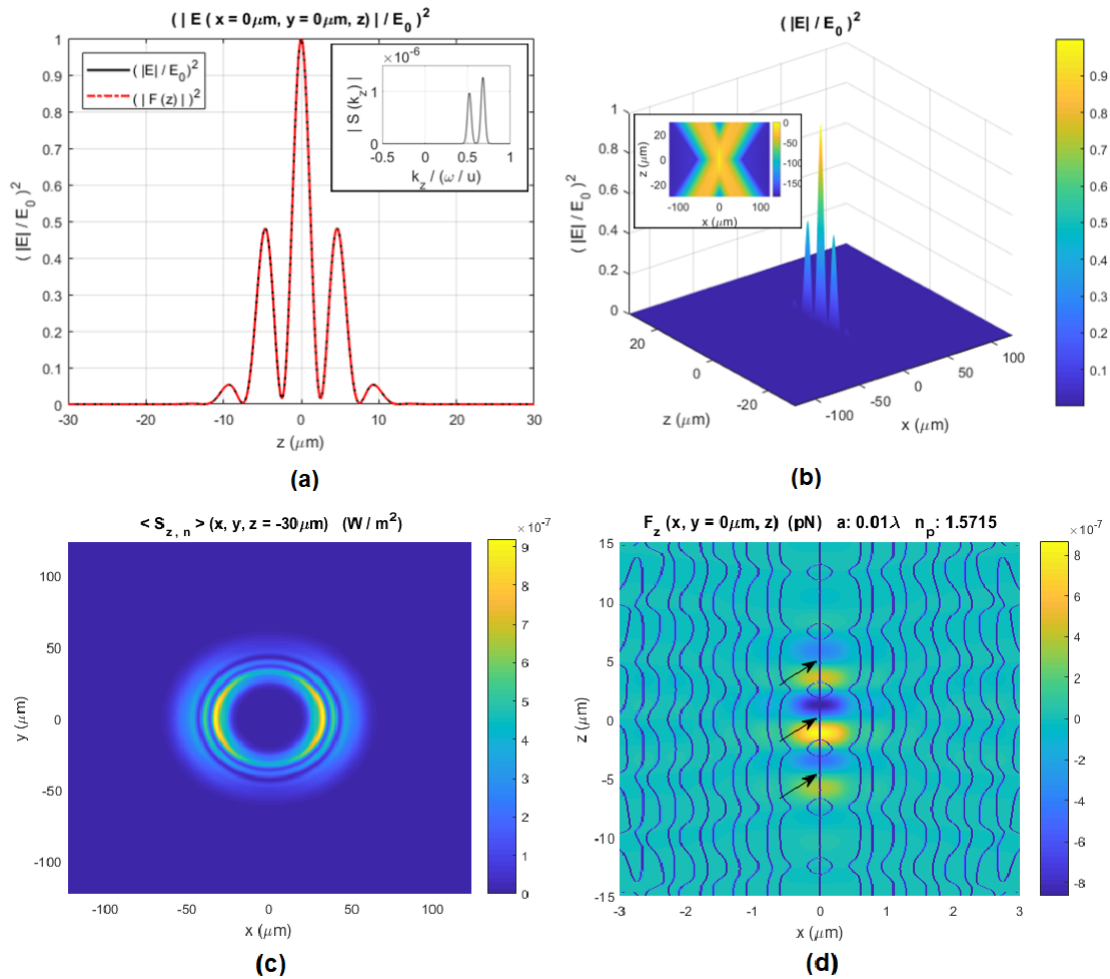 ( | E ( x = 0μm, y = 0μm, z) | / E₀ )²
( |E| / E₀ )²
1
0.9
0.8
0.7
0.6
0.5
0.4
0.3
0.2
0.1
0
( |E| / E₀)²
( | F (z) | )²
×10⁻⁶
| S (k_z) |
1
0
-0.5 0 0.5 1
k_z / (ω / u)
-30 -20 -10 0 10 20 30
z (μm)
(a)
( |E| / E₀ )²
( |E| / E₀ )²
1
0.8
0.6
0.4
0.2
0
z (μm)
20
0
-20
-100 0 100
x (μm)
0
-50
-100
-150
20
0
-20
z (μm)
-100
-50
0
50
100
x (μm)
0.9
0.8
0.7
0.6
0.5
0.4
0.3
0.2
0.1
(b)
< S_{z, n} > (x, y, z = -30μm) (W / m²)
y (μm)
100
50
0
-50
-100
-100 -50 0 50 100
x (μm)
×10⁻⁷
9
8
7
6
5
4
3
2
1
0
(c)
F_z (x, y = 0μm, z) (pN) a: 0.01λ n_p: 1.5715
z (μm)
15
10
5
0
-5
-10
-15
-3 -2 -1 0 1 2 3
x (μm)
×10⁻⁷
8
6
4
2
0
-2
-4
-6
-8
(d)